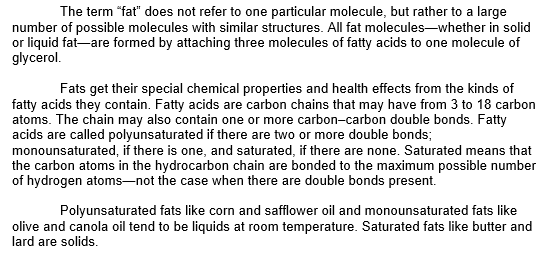 The term “fat” does not refer to one particular molecule, but rather to a large
number of possible molecules with similar structures. All fat molecules—whether in solid
or liquid fat—are formed by attaching three molecules of fatty acids to one molecule of
glycerol.
Fats get their special chemical properties and health effects from the kinds of
fatty acids they contain. Fatty acids are carbon chains that may have from 3 to 18 carbon
atoms. The chain may also contain one or more carbon–carbon double bonds. Fatty
acids are called polyunsaturated if there are two or more double bonds;
monounsaturated, if there is one, and saturated, if there are none. Saturated means that
the carbon atoms in the hydrocarbon chain are bonded to the maximum possible number
of hydrogen atoms—not the case when there are double bonds present.
Polyunsaturated fats like corn and safflower oil and monounsaturated fats like
olive and canola oil tend to be liquids at room temperature. Saturated fats like butter and
lard are solids.